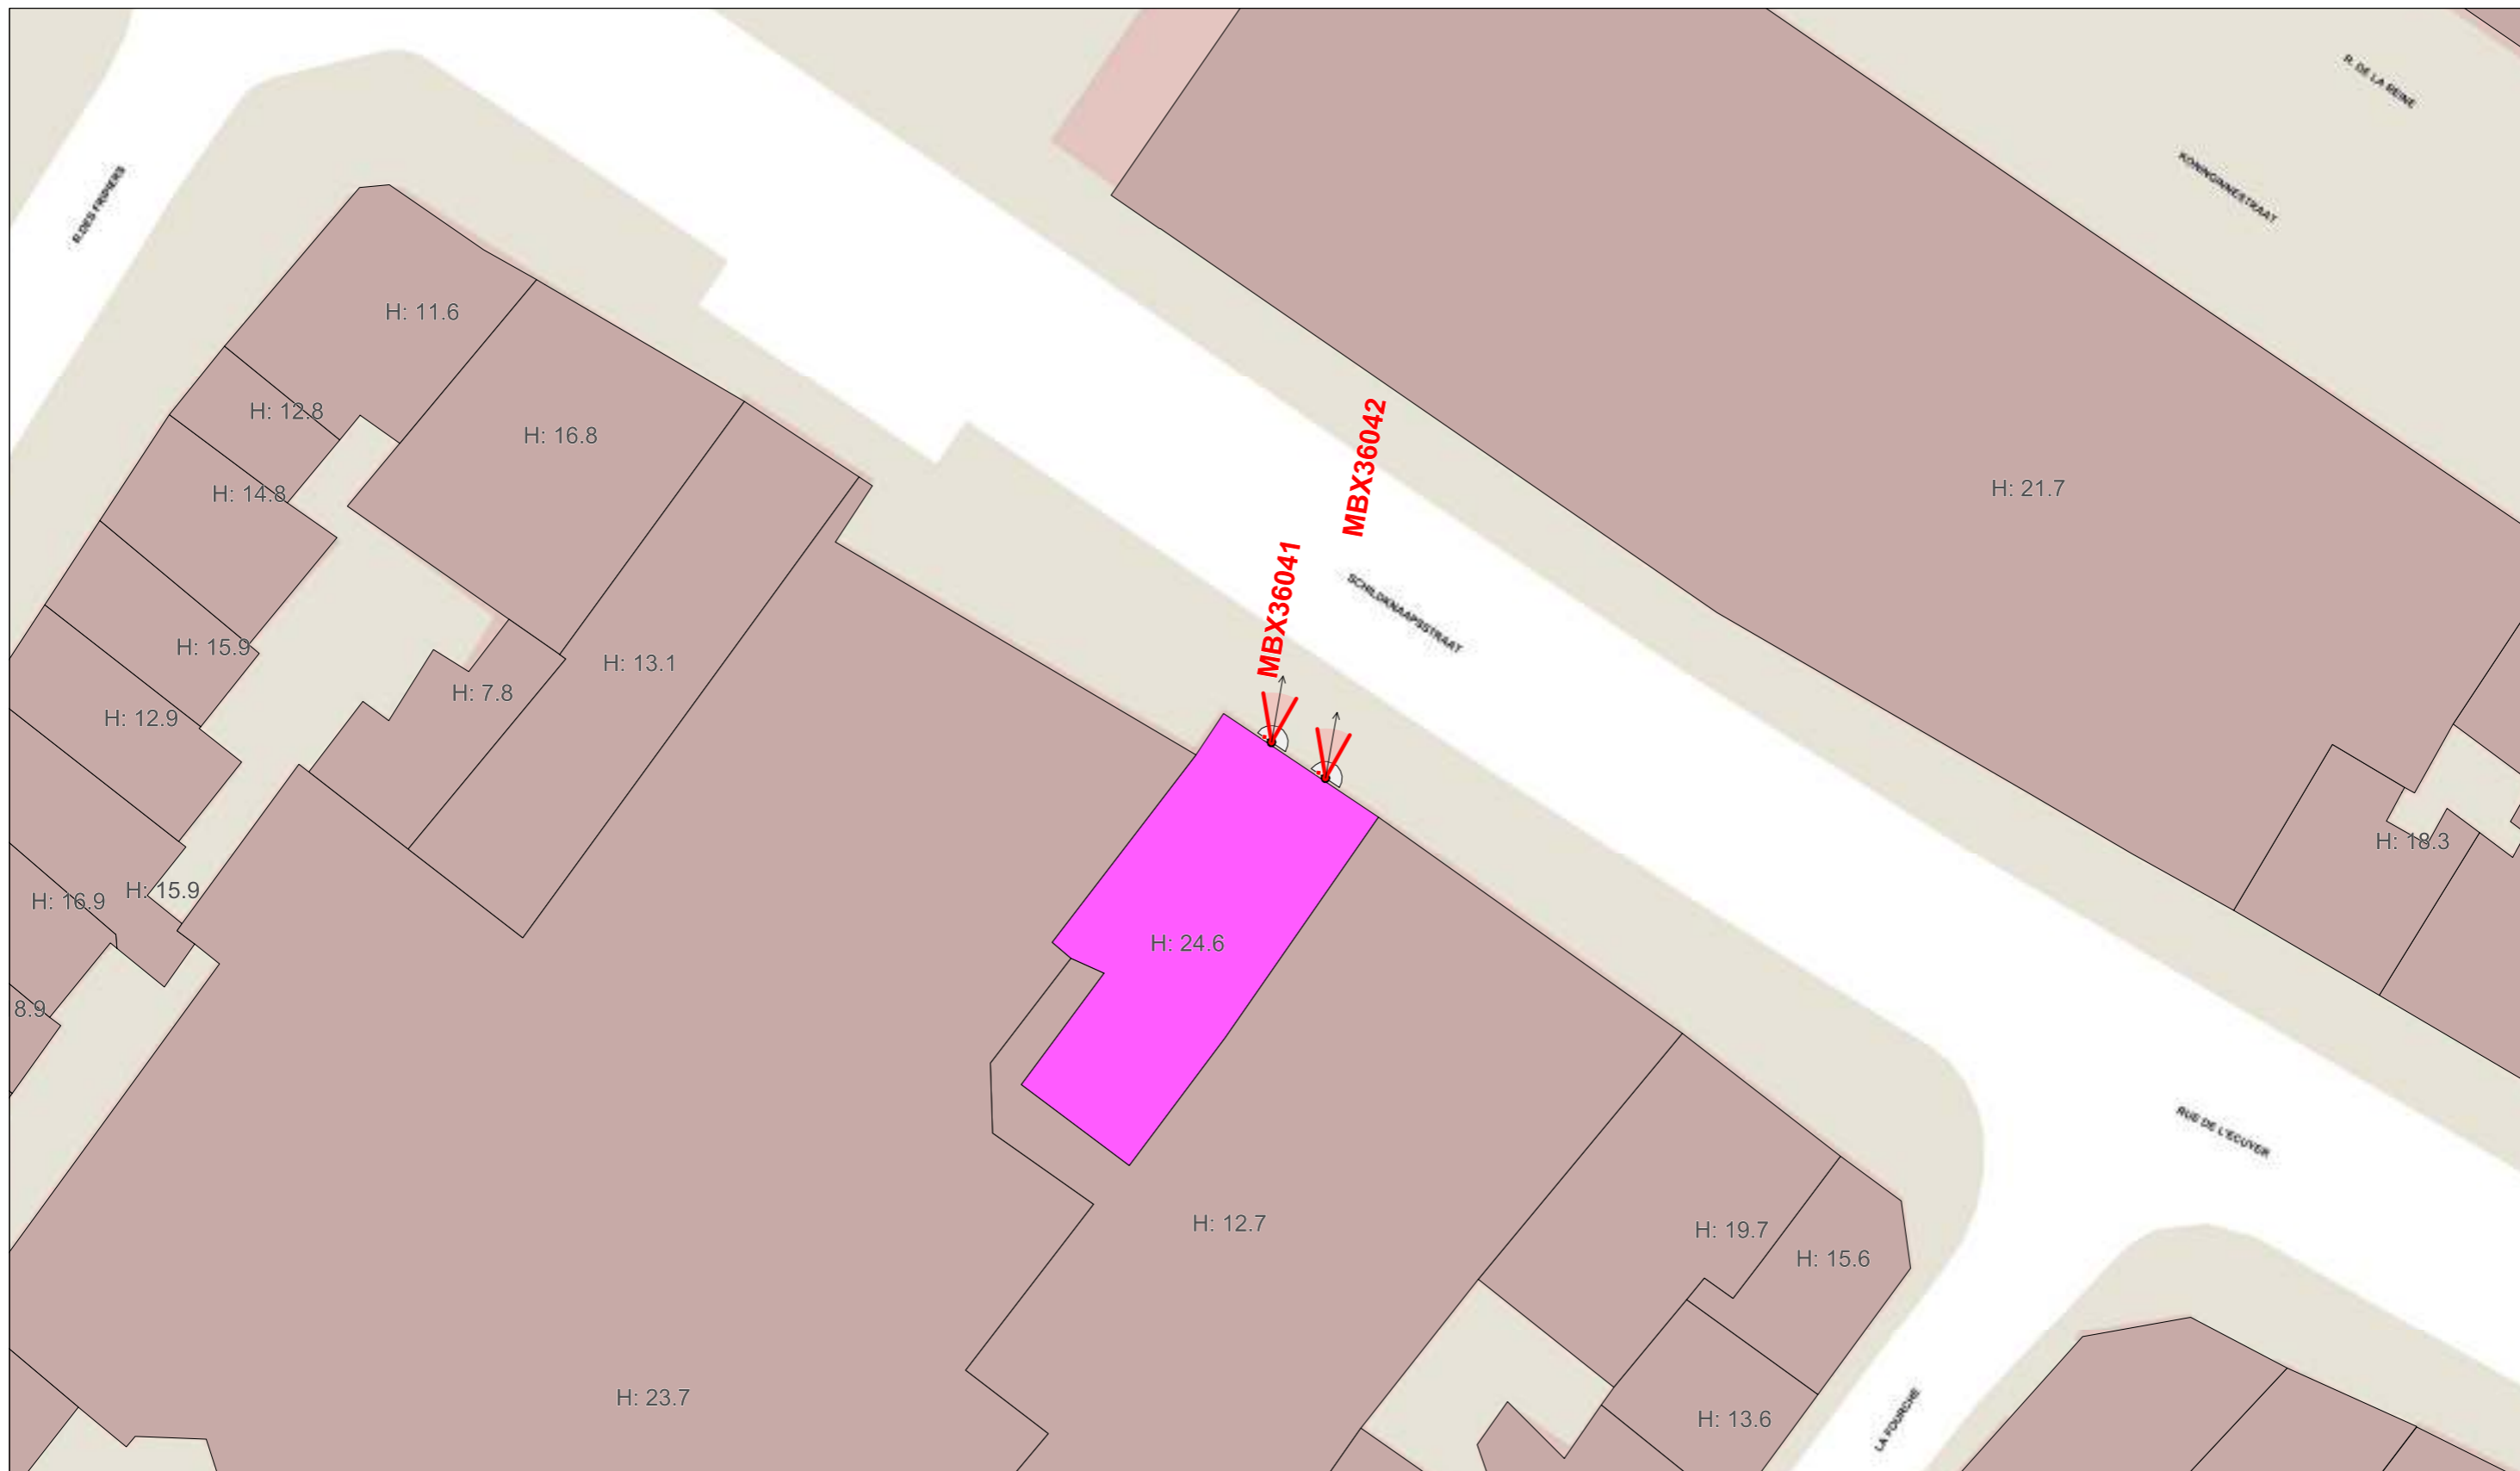 R. DE LA REINE
KONINGINNESTRAAT
R.DES FRIPIERS
H: 11.6
H: 12.8
H: 16.8
H: 14.8
MBX36042
H: 21.7
MBX36041
SCHILDKNAAPSSTRAAT
H: 15.9
H: 13.1
H: 7.8
H: 12.9
H: 18.3
H: 15.9
H: 16.9
H: 24.6
8.9
RUE DE L'ECUYER
H: 12.7
H: 19.7
H: 15.6
H: 23.7
H: 13.6
LA FOURCHE